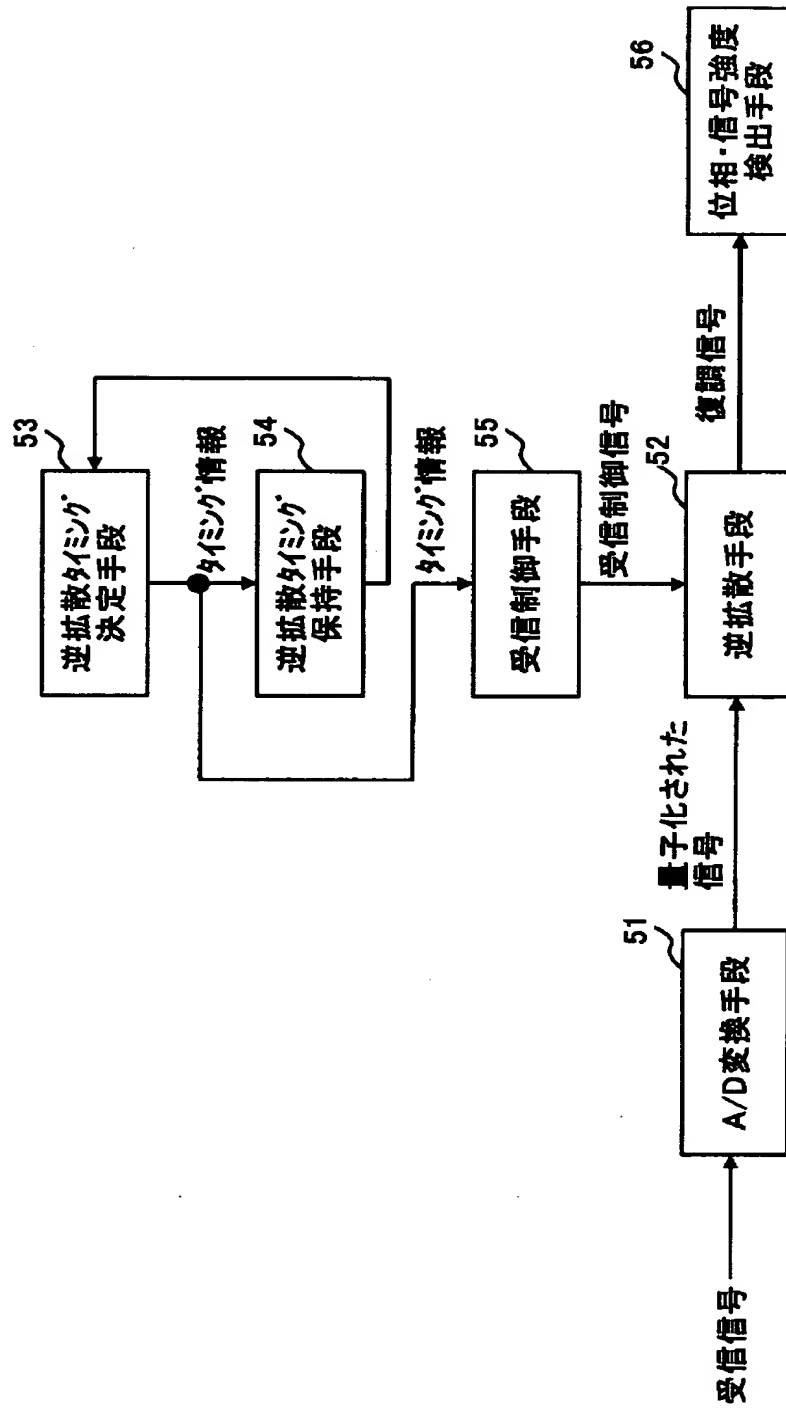 53
逆拡散タイミング
決定手段
タイミング情報
54
逆拡散タイミング
保持手段
タイミング情報
55
受信制御手段
受信制御信号
受信信号
51
A/D変換手段
量子化された
信号
52
逆拡散手段
復調信号
56
位相・信号強度
検出手段